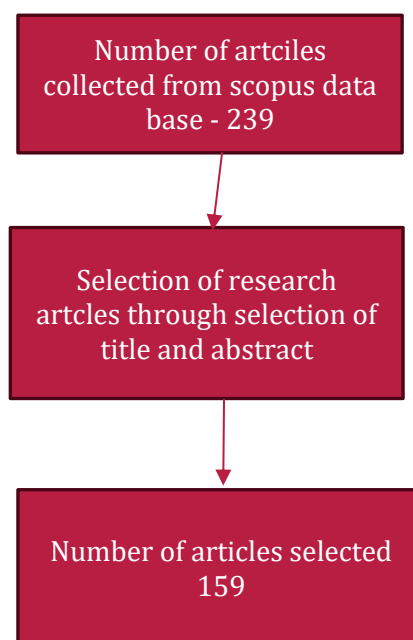 Number of artciles
collected from scopus data
base - 239
Selection of research
artcles through selection of
title and abstract
Number of articles selected
159